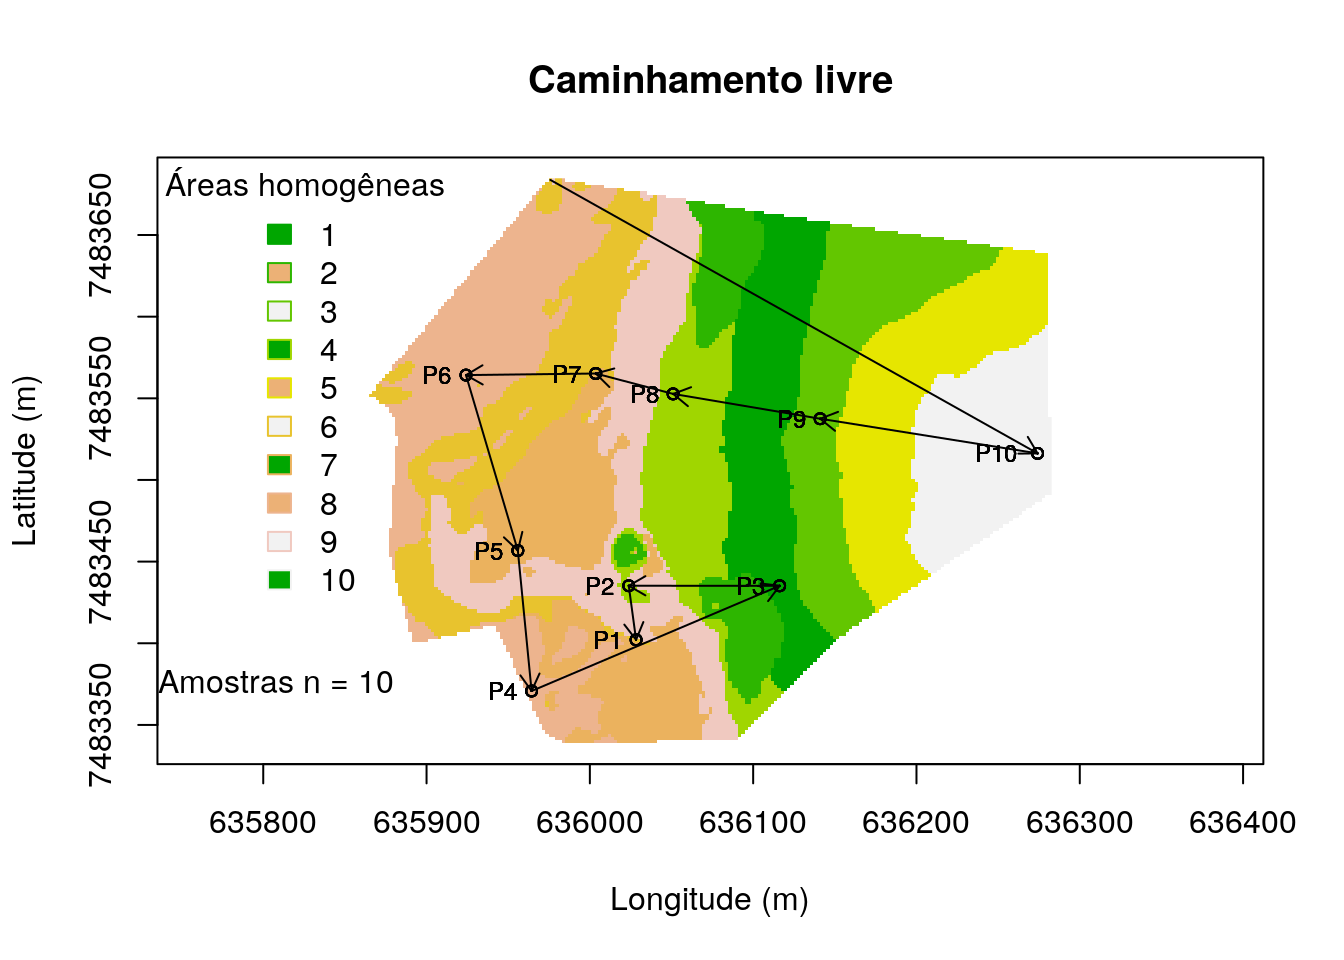 Caminhamento livre
Áreas homogêneas
1
2
3
4
5
6
7
8
9
10
Amostras n = 10
P6
P7
P8
P9
P10
P5
P2
P3
P1
P4
7483650
7483550
7483450
7483350
Latitude (m)
635800
635900
636000
636100
636200
636300
636400
Longitude (m)